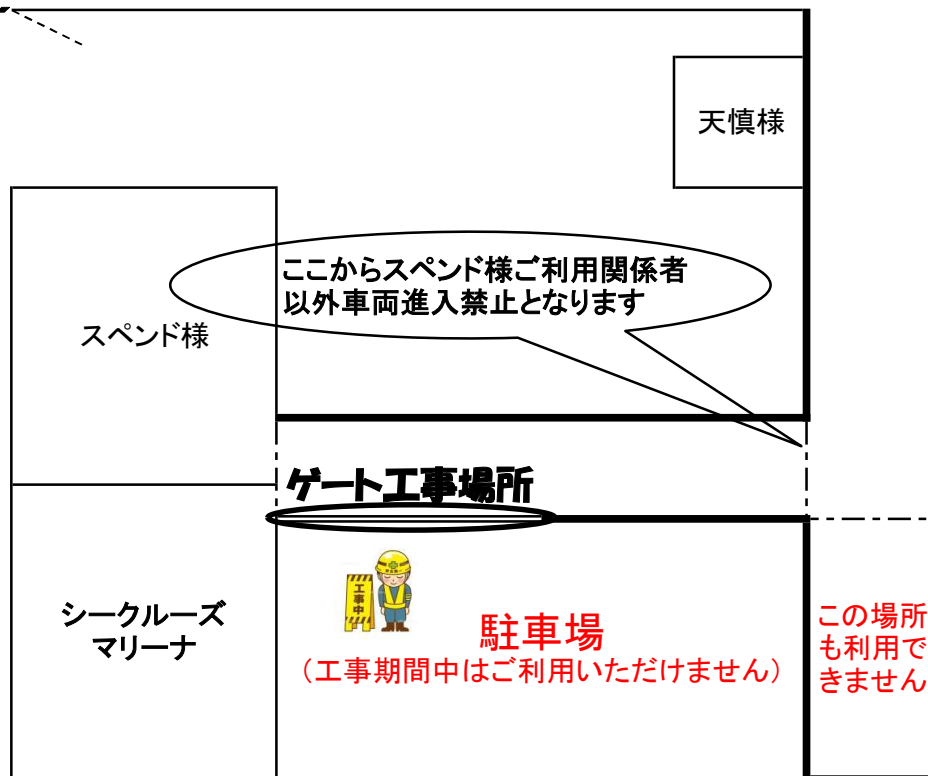 天慎様
ここからスペンド様ご利用関係者
以外車両進入禁止となります
スペンド様
ゲート工事場所
工事中
シークルーズ
マリーナ
駐車場
（工事期間中はご利用いただけません）
この場所
も利用で
きません